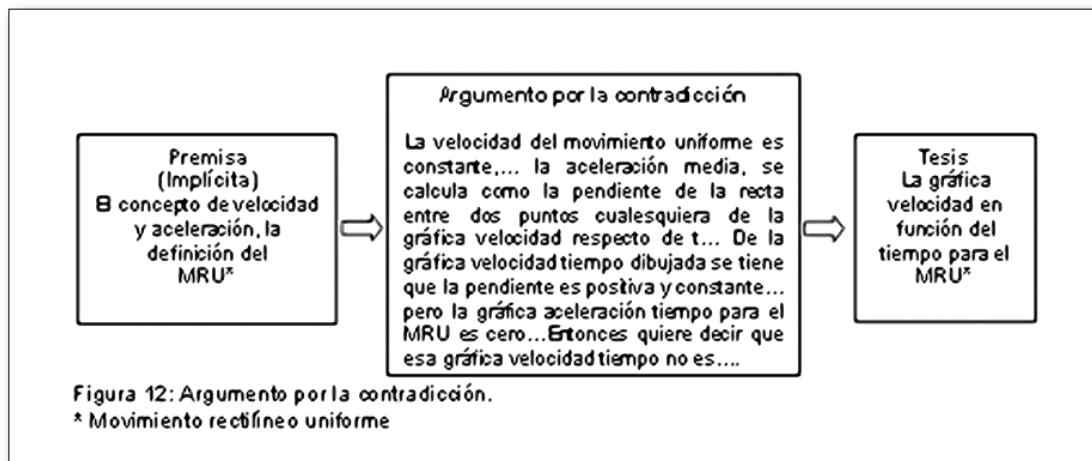 Premisa
(Implícita)
El concepto de velocidad
y aceleración, la
definición del
MRU*
Argumento por la contradicción
La velocidad del movimiento uniforme es
constante,... la aceleración media, se
calcula como la pendiente de la recta
entre dos puntos cualesquiera de la
gráfica velocidad respecto de t... De la
gráfica velocidad tiempo dibujada se tiene
que la pendiente es positiva y constante...
pero la gráfica aceleración tiempo para el
MRU es cero...Entonces quiere decir que
esa gráfica velocidad tiempo no es....
Tesis
La gráfica
velocidad en
función del
tiempo para el
MRU*
Figura 12: Argumento por la contradicción.
* Movimiento rectilíneo uniforme